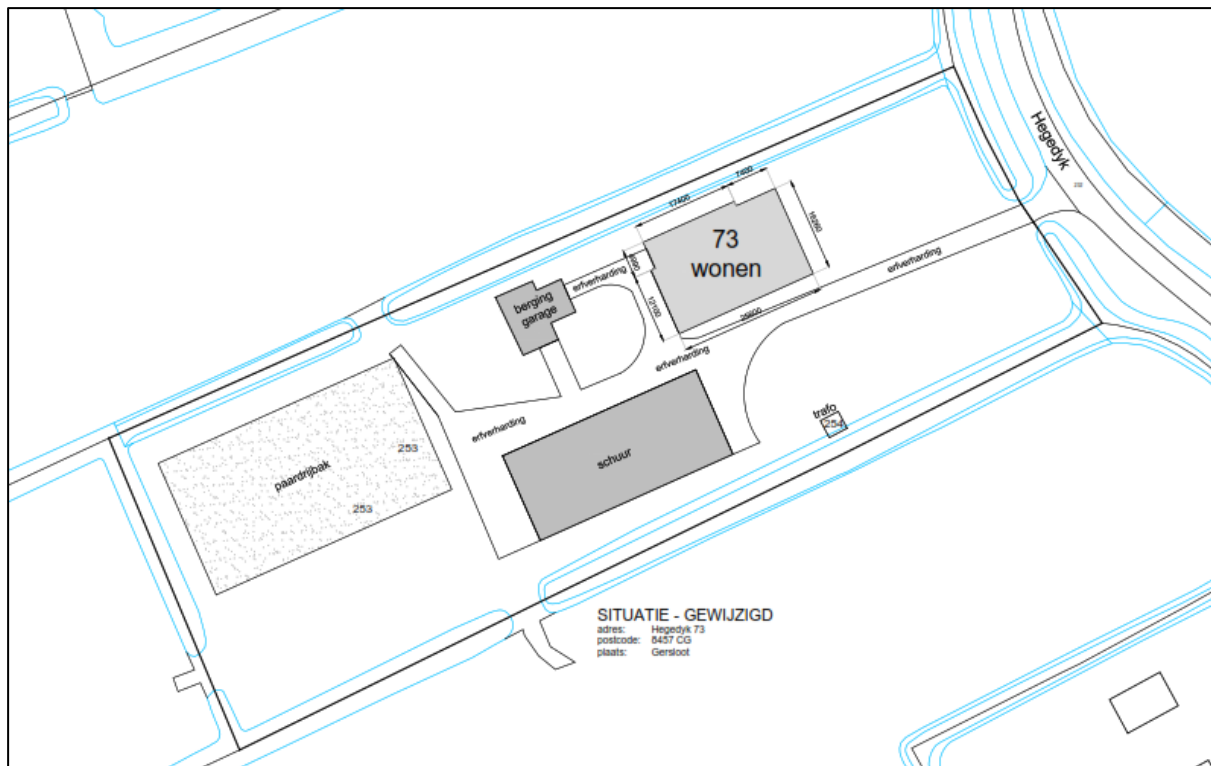 Hegedyk
7400
17400
16260
73
wonen
4990
erfverharding
erfverharding
berging
garage
12100
25600
erfverharding
trafo
254
erfverharding
schuur
253
paardrijbak
253
SITUATIE - GEWIJZIGD
adres: Hegedyk 73
postcode: 8457 CG
plaats: Gersloot